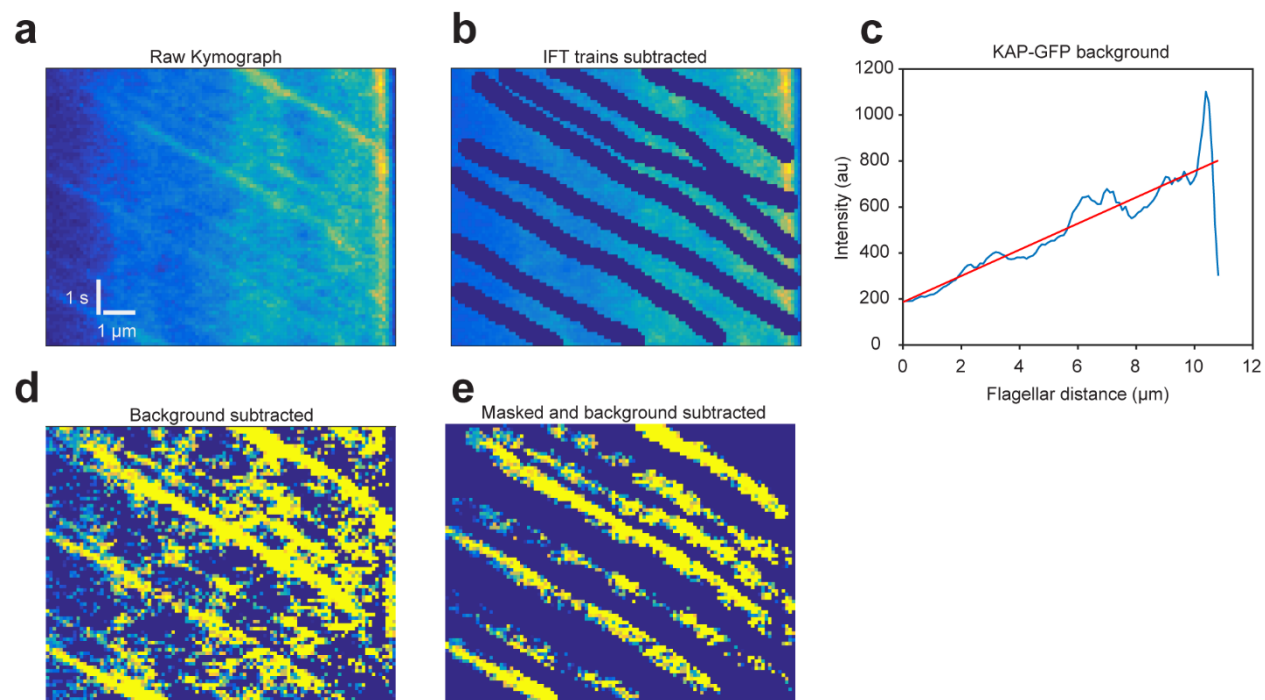 a
Raw Kymograph
1 s
1 µm
b
IFT trains subtracted
c
KAP-GFP background
1200
1000
800
600
400
200
0
Intensity (au)
0 2 4 6 8 10 12
Flagellar distance (µm)
d
Background subtracted
e
Masked and background subtracted